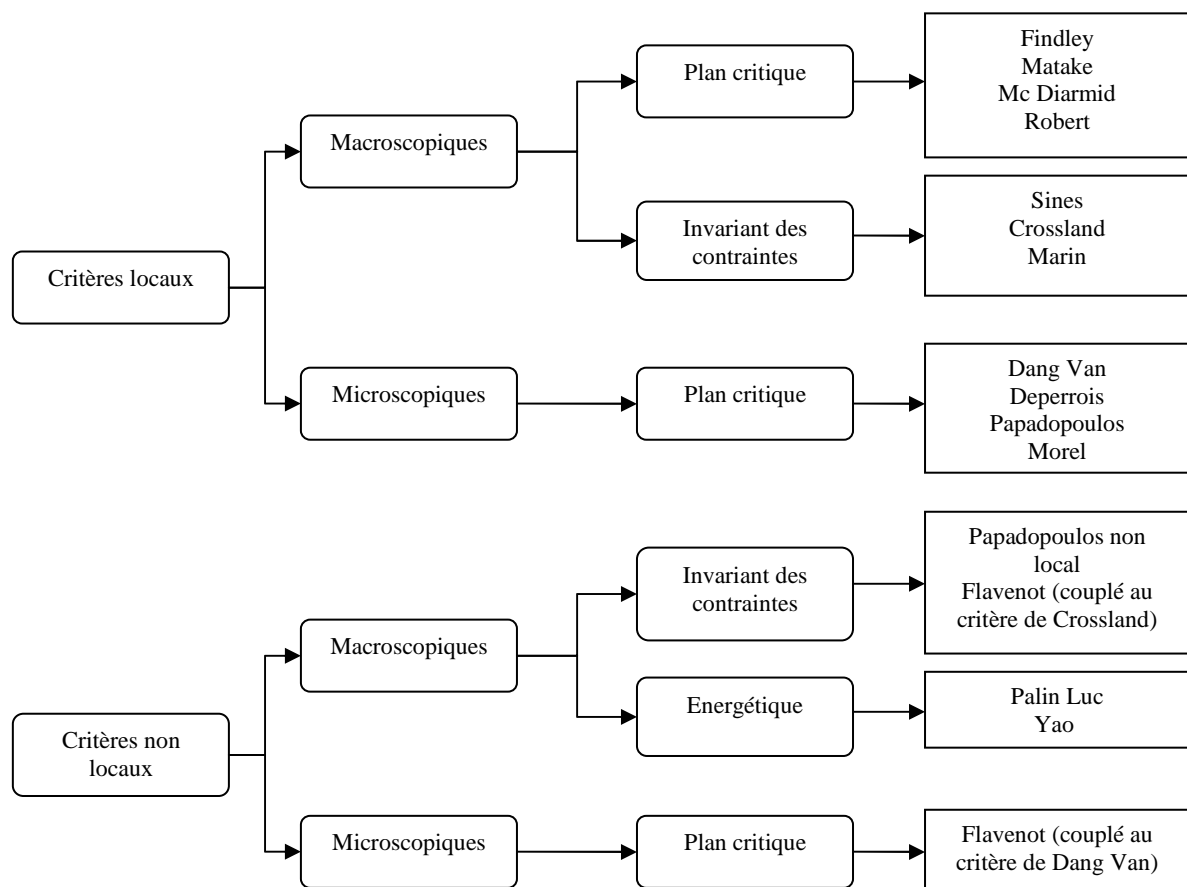 Findley
Matake
Mc Diarmid
Robert
Plan critique
Macroscopiques
Sines
Crossland
Marin
Invariant des
contraintes
Critères locaux
Dang Van
Deperrois
Papadopoulos
Morel
Microscopiques
Plan critique
Papadopoulos non
local
Flavenot (couplé au
critère de Crossland)
Invariant des
contraintes
Macroscopiques
Energétique
Palin Luc
Yao
Critères non
locaux
Microscopiques
Plan critique
Flavenot (couplé au
critère de Dang Van)